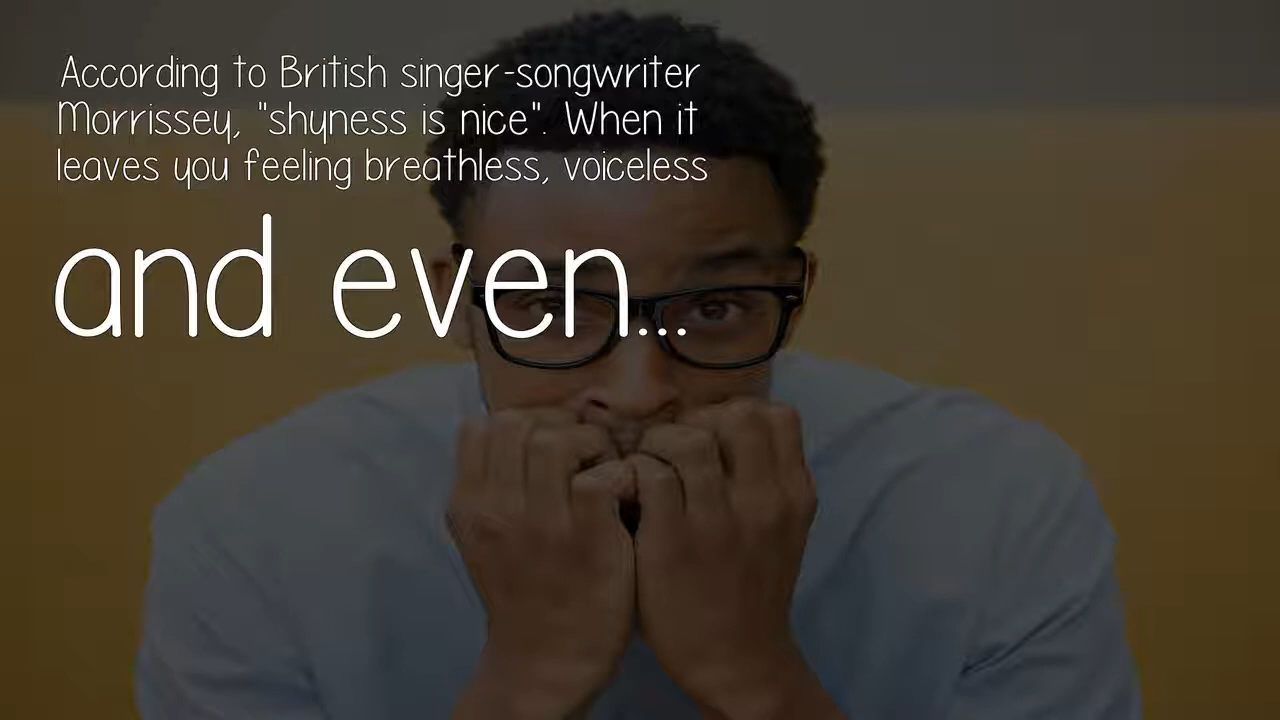 According to British singer-songwriter
Morrissey, "shyness is nice". When it
leaves you feeling breathless, voiceless
and even...